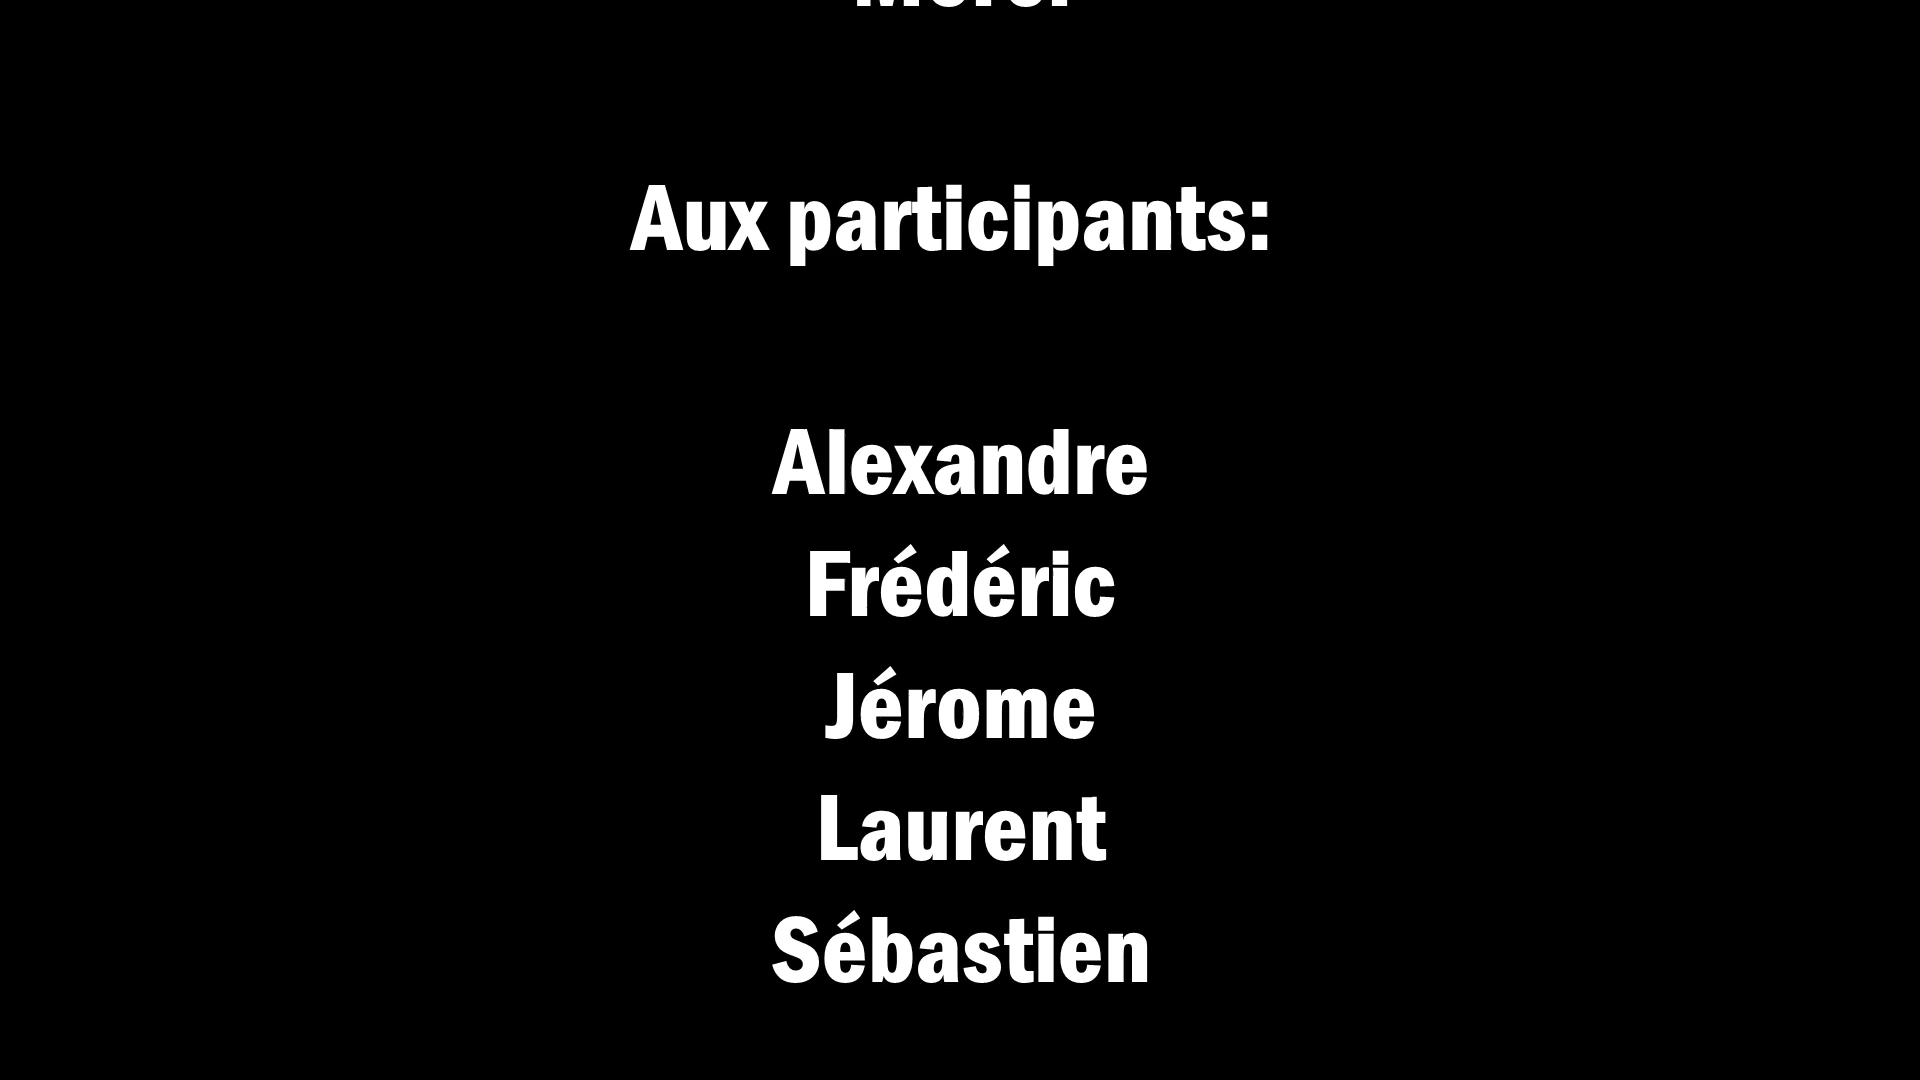 Aux participants:
Alexandre
Frédéric
Jérome
Laurent
Sébastien